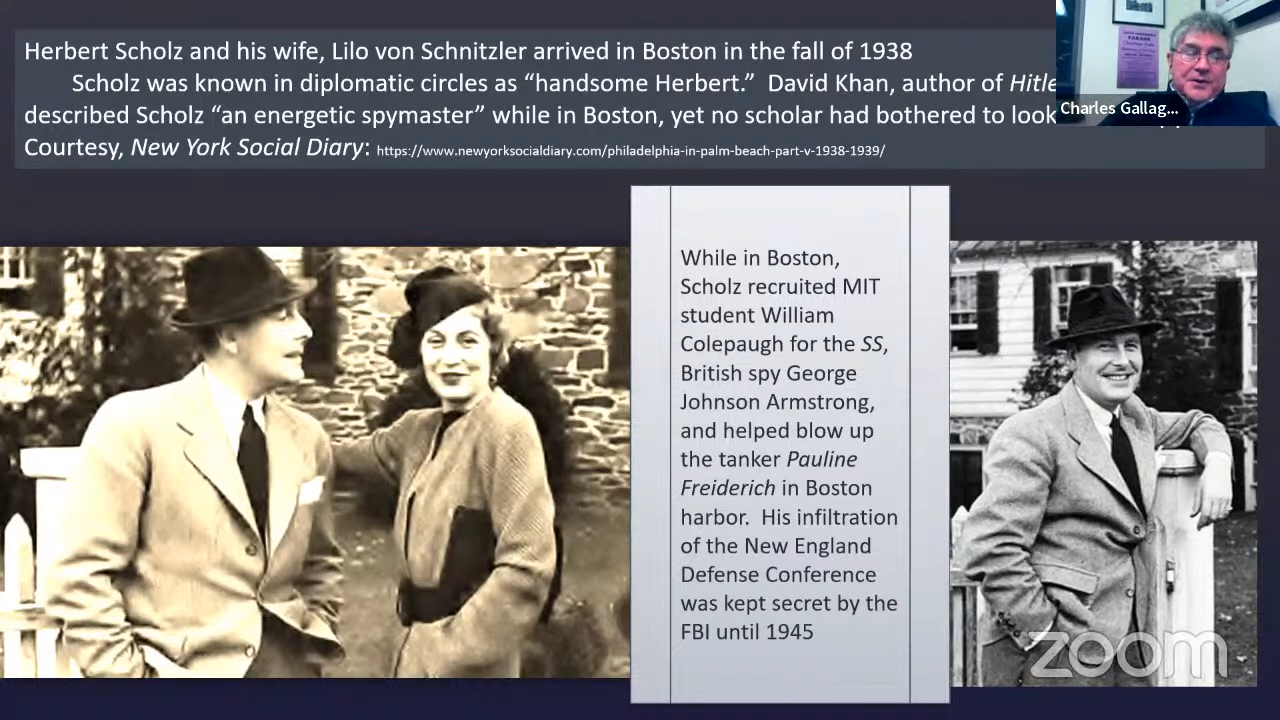 Herbert Scholz and his wife, Lilo von Schnitzler arrived in Boston in the fall of 1938
Scholz was known in diplomatic circles as “handsome Herbert.” David Khan, author of Hitle
described Scholz “an energetic spymaster” while in Boston, yet no scholar had bothered to look
Courtesy, New York Social Diary: https://www.newyorksocialdiary.com/philadelphia-in-palm-beach-part-v-1938-1939/
Charles Gallag...
While in Boston,
Scholz recruited MIT
student William
Colepaugh for the SS,
British spy George
Johnson Armstrong,
and helped blow up
the tanker Pauline
Freiderich in Boston
harbor. His infiltration
of the New England
Defense Conference
was kept secret by the
FBI until 1945
zoom